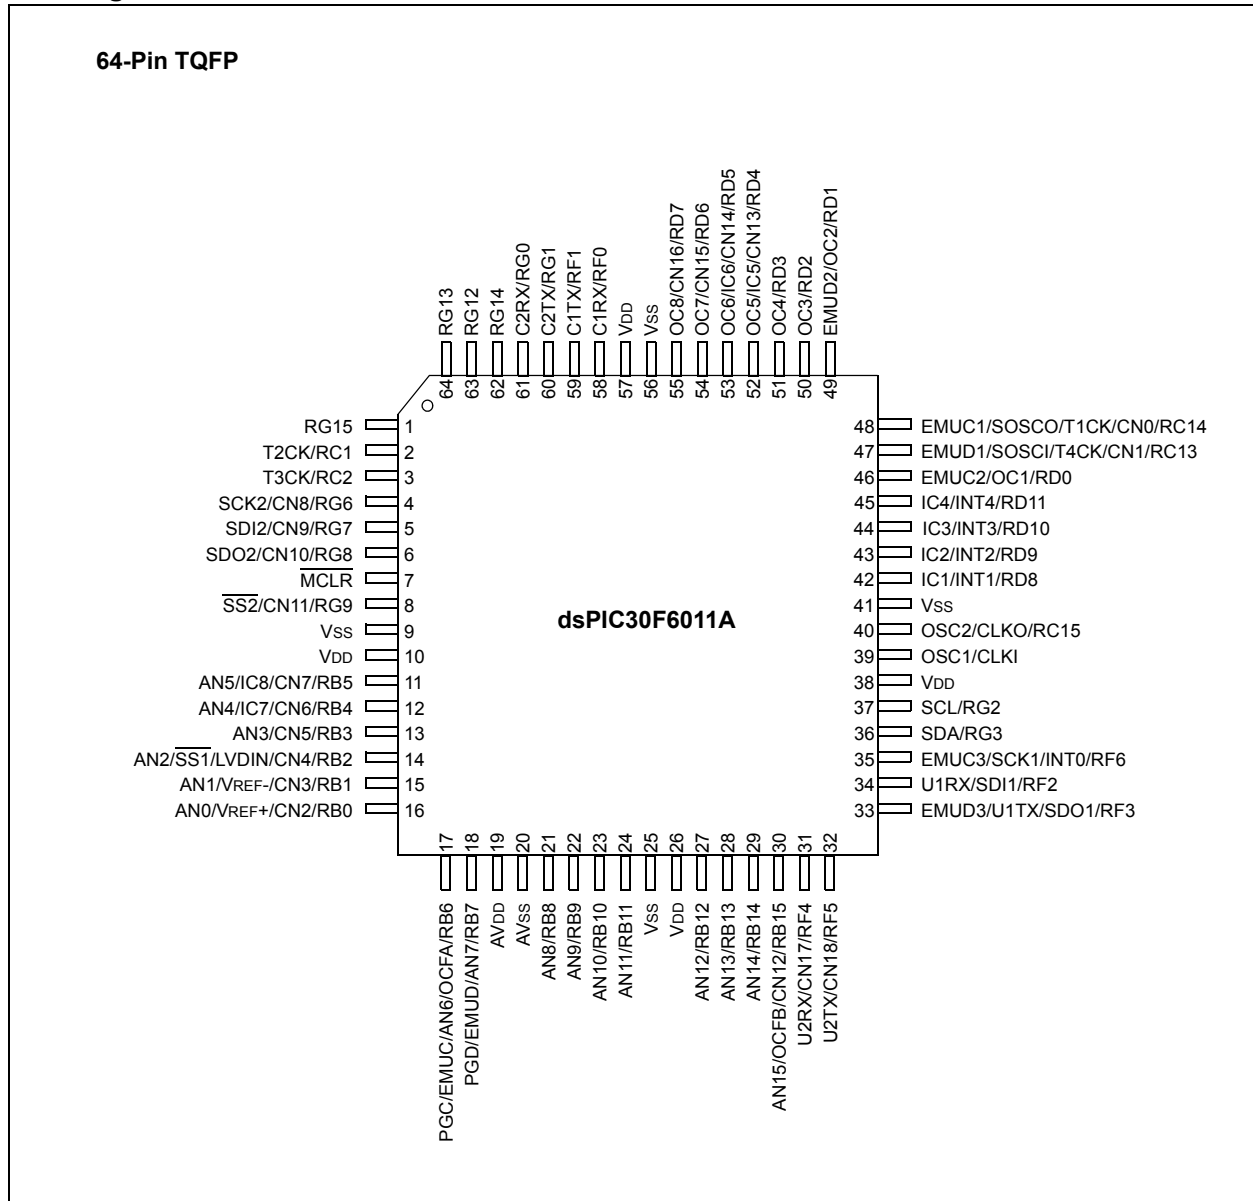 64-Pin TQFP
RG13
RG12
RG14
C2RX/RG0
C2TX/RG1
C1TX/RF1
C1RX/RF0
VDD
VSS
OC8/CN16/RD7
OC7/CN15/RD6
OC6/IC6/CN14/RD5
OC5/IC5/CN13/RD4
OC4/RD3
OC3/RD2
EMUD2/OC2/RD1
64
63
62
61
60
59
58
57
56
55
54
53
52
51
50
49
RG15 1
T2CK/RC1 2
T3CK/RC2 3
SCK2/CN8/RG6 4
SDI2/CN9/RG7 5
SDO2/CN10/RG8 6
MCLR 7
SS2/CN11/RG9 8
VSS 9
VDD 10
AN5/IC8/CN7/RB5 11
AN4/IC7/CN6/RB4 12
AN3/CN5/RB3 13
AN2/SS1/LVDIN/CN4/RB2 14
AN1/VREF-/CN3/RB1 15
AN0/VREF+/CN2/RB0 16
dsPIC30F6011A
48 EMUC1/SOSCO/T1CK/CN0/RC14
47 EMUD1/SOSCI/T4CK/CN1/RC13
46 EMUC2/OC1/RD0
45 IC4/INT4/RD11
44 IC3/INT3/RD10
43 IC2/INT2/RD9
42 IC1/INT1/RD8
41 VSS
40 OSC2/CLKO/RC15
39 OSC1/CLKI
38 VDD
37 SCL/RG2
36 SDA/RG3
35 EMUC3/SCK1/INT0/RF6
34 U1RX/SDI1/RF2
33 EMUD3/U1TX/SDO1/RF3
17
18
19
20
21
22
23
24
25
26
27
28
29
30
31
32
PGC/EMUC/AN6/OCFA/RB6
PGD/EMUD/AN7/RB7
AVDD
AVSS
AN8/RB8
AN9/RB9
AN10/RB10
AN11/RB11
VSS
VDD
AN12/RB12
AN13/RB13
AN14/RB14
AN15/OCFB/CN12/RB15
U2RX/CN17/RF4
U2TX/CN18/RF5